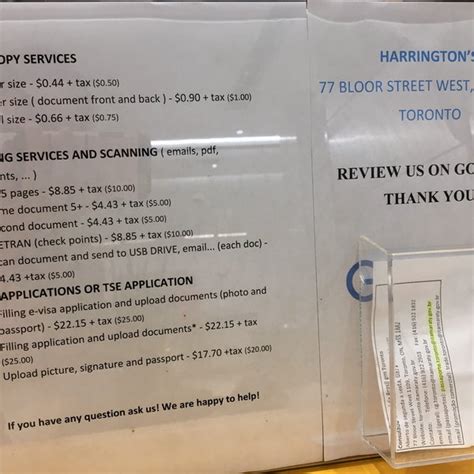 OPY SERVICES
er size - $0.44 + tax ($0.50)
er size ( document front and back ) - $0.90 + tax ($1.00)
l size - $0.66 + tax ($0.75)
NG SERVICES AND SCANNING ( emails, pdf,
nts, ... )
5 pages - $8.85 + tax ($10.00)
me document 5+ - $4.43 + tax ($5.00)
cond document - $4.43 + tax ($5.00)
ETRAN (check points) - $8.85 + tax ($10.00)
can document and send to USB DRIVE, email... (each doc) -
4.43 +tax ($5.00)
APPLICATIONS OR TSE APPLICATION
Filling e-visa application and upload documents (photo and
passport) - $22.15 + tax ($25.00)
Filling application and upload documents* - $22.15 + tax
($25.00)
Upload picture, signature and passport - $17.70 +tax ($20.00)
If you have any question ask us! We are happy to help!
HARRINGTON'S
77 BLOOR STREET WEST,
TORONTO
REVIEW US ON GO
THANK YOU